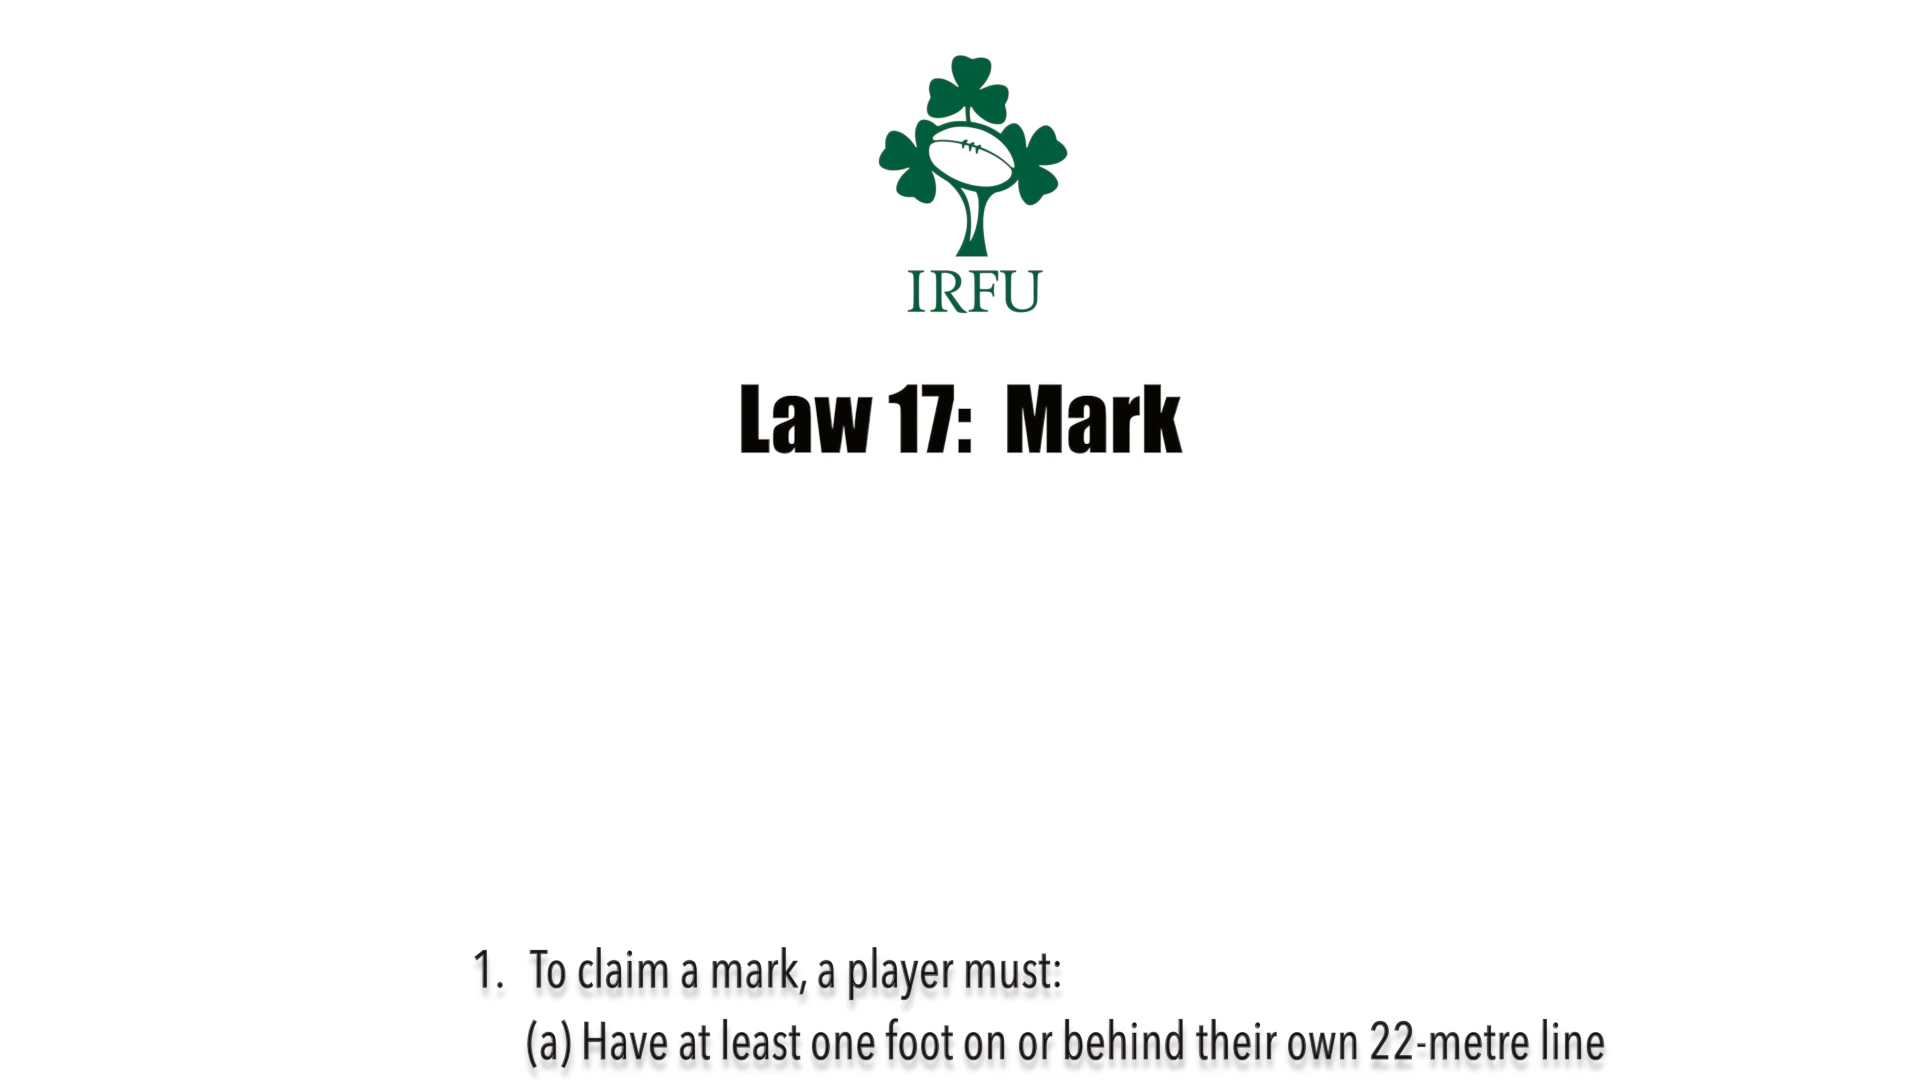 IRFU
Law 17: Mark
1. To claim a mark, a player must:
(a) Have at least one foot on or behind their own 22-metre line